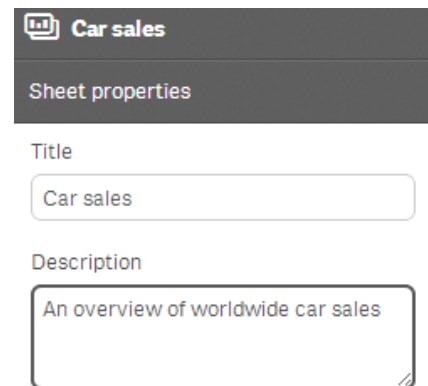 Car sales
Sheet properties
Title
Car sales
Description
An overview of worldwide car sales